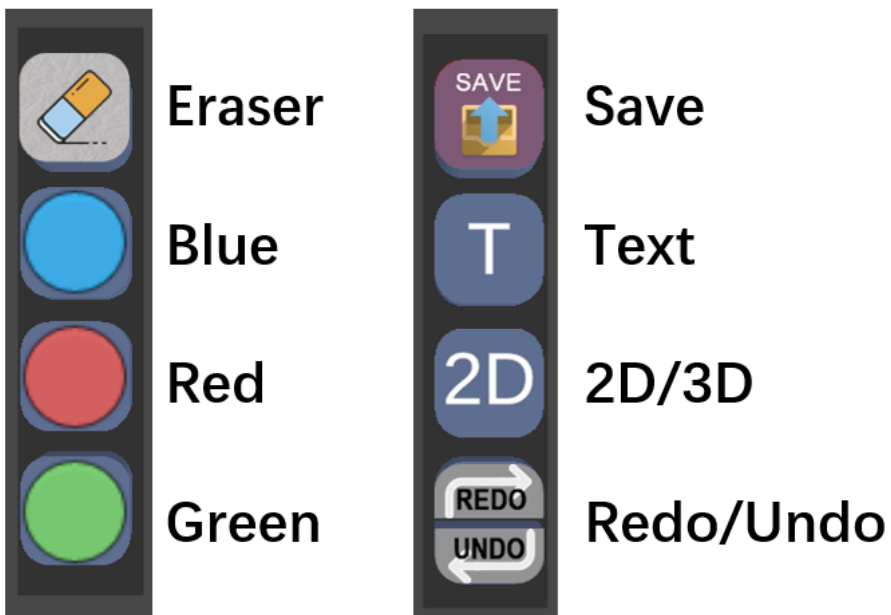 Eraser
Blue
Red
Green
SAVE
Save
T
Text
2D
2D/3D
REDO
UNDO
Redo/Undo